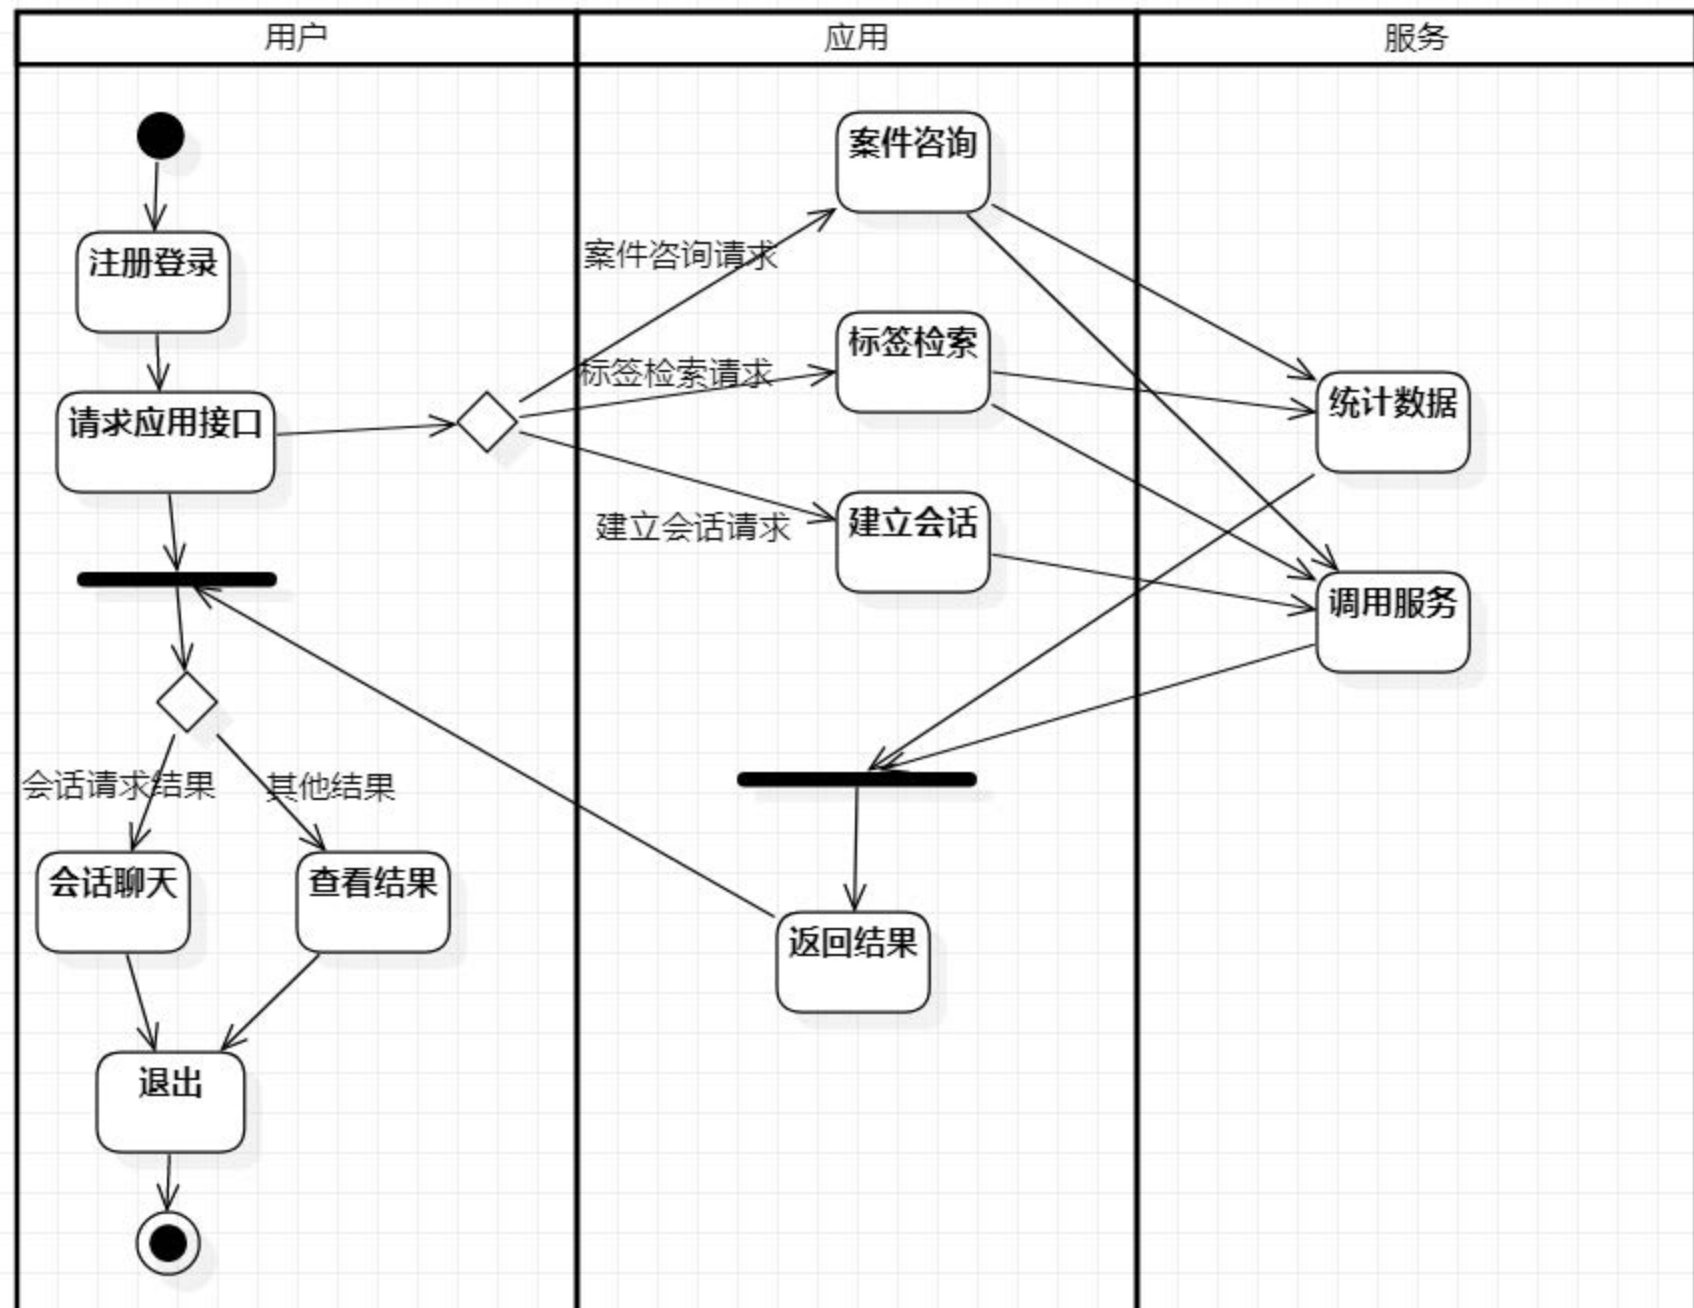 用户
应用
服务
案件咨询
注册登录
案件咨询请求
标签检索
标签检索请求
统计数据
请求应用接口
建立会话
建立会话请求
调用服务
会话请求结果
其他结果
会话聊天
查看结果
返回结果
退出